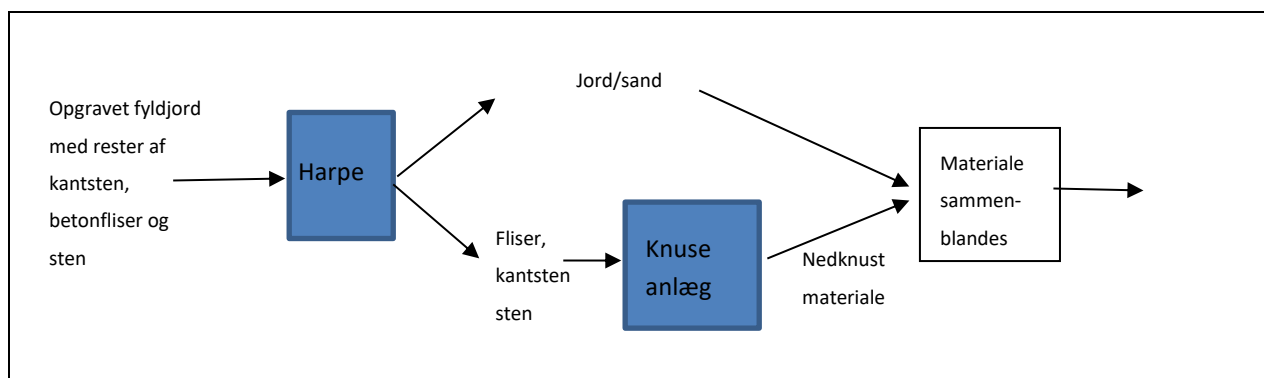 Opgravet fyldjord
med rester af
kantsten,
betonfliser og
sten
Harpe
Jord/sand
Fliser,
kantsten
sten
Knuse
anlæg
Nedknust
materiale
Materiale
sammen-
blandes